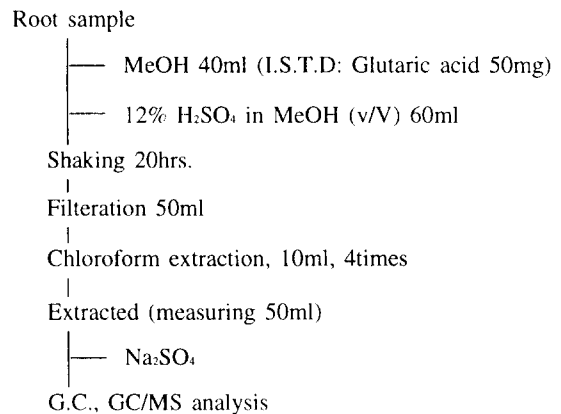 Root sample
MeOH 40ml (I.S.T.D: Glutaric acid 50mg)
12% H₂SO₄ in MeOH (v/V) 60ml
Shaking 20hrs.
Filteration 50ml
Chloroform extraction, 10ml, 4times
Extracted (measuring 50ml)
Na₂SO₄
G.C., GC/MS analysis